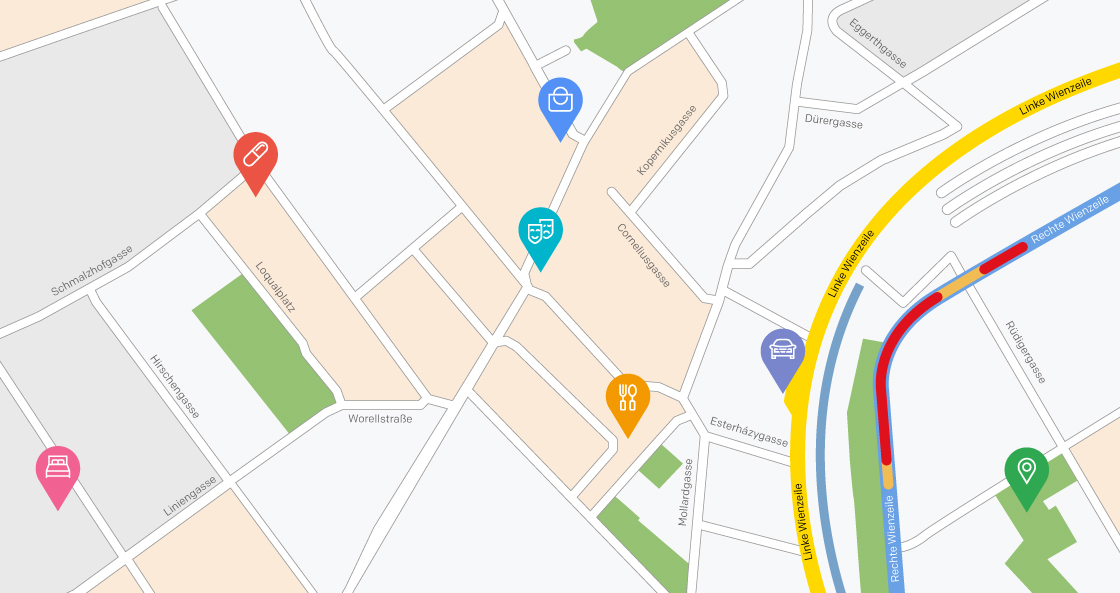 Eggerthgasse
Linke Wienzeile
Dürergasse
Kopernikusgasse
Rechte Wienzeile
Corneliusgasse
Linke Wienzeile
Schmalzhofgasse
Loqualplatz
Rüdigergasse
Hirschengasse
Worellstraße
Esterházygasse
Mollardgasse
Liniengasse
Linke Wienzeile
Rechte Wienzeile